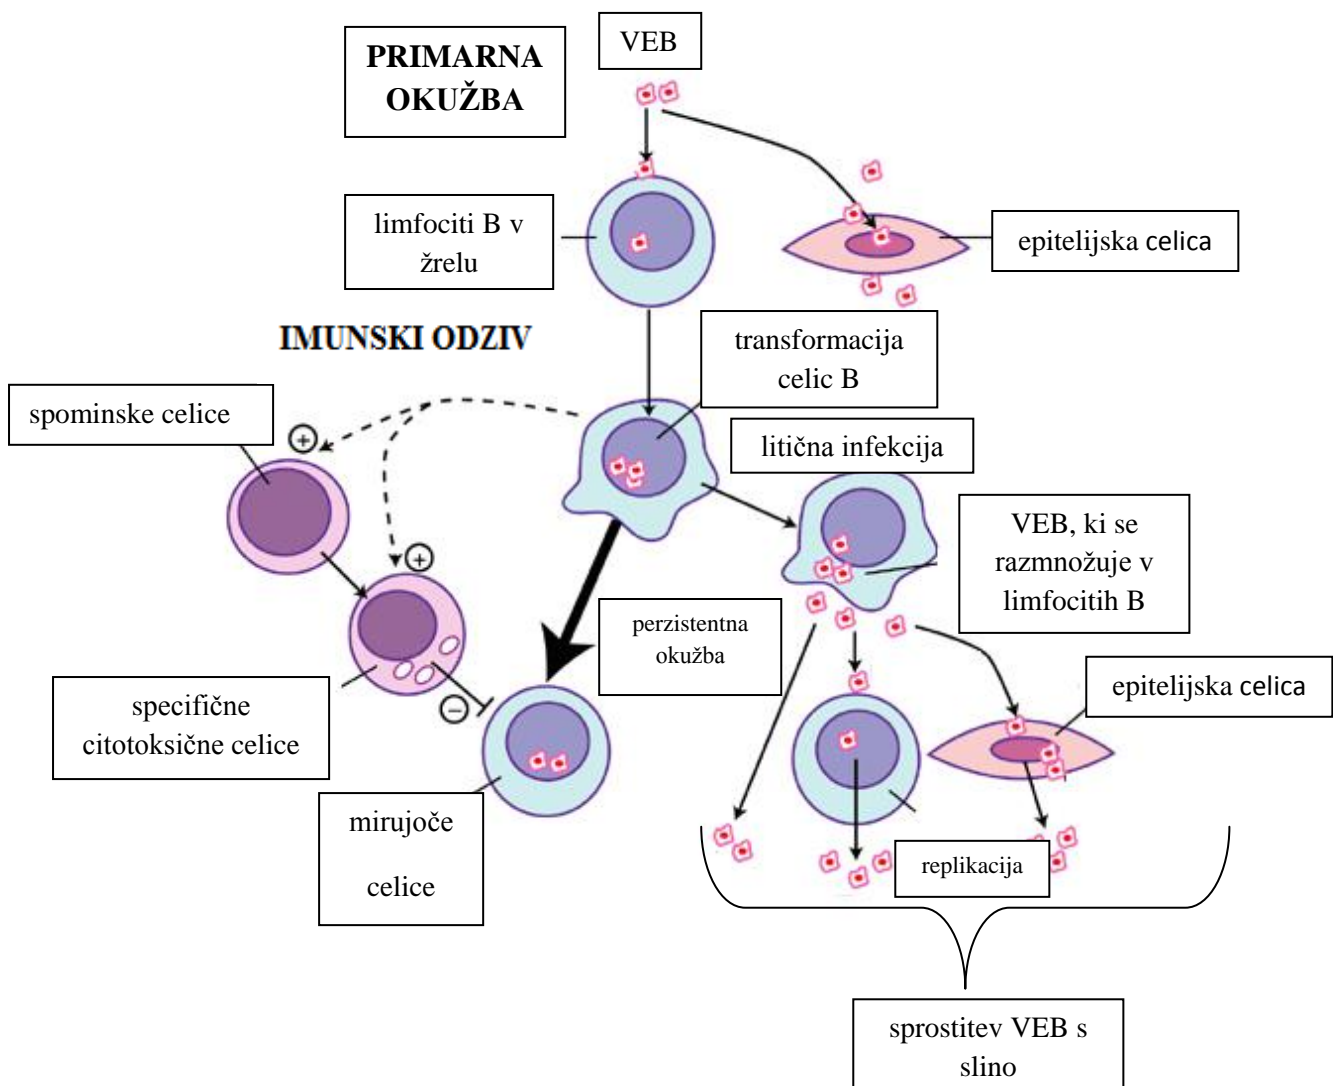 VEB
PRIMARNA
OKUŽBA
limfociti B v
žrelu
epitelijska celica
IMUNSKI ODZIV
transformacija
celic B
spominske celice
litična infekcija
VEB, ki se
razmnožuje v
limfocitih B
perzistentna
okužba
specifične
citotoksične celice
epitelijska celica
mirujoče
celice
replikacija
sprostitev VEB s
slino